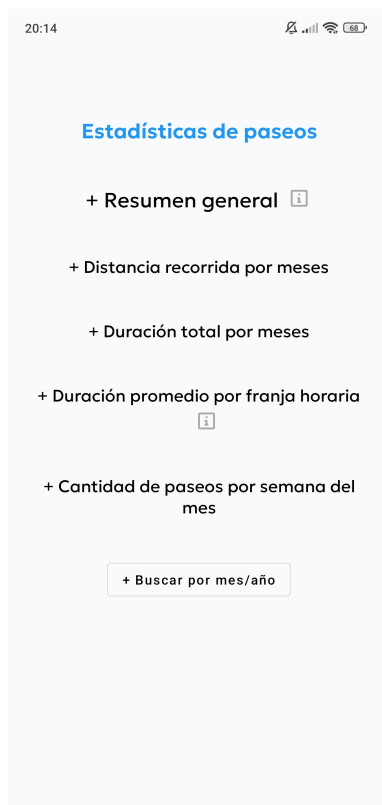 20:14
68
Estadísticas de paseos
+ Resumen general
+ Distancia recorrida por meses
+ Duración total por meses
+ Duración promedio por franja horaria
+ Cantidad de paseos por semana del
mes
+ Buscar por mes/año